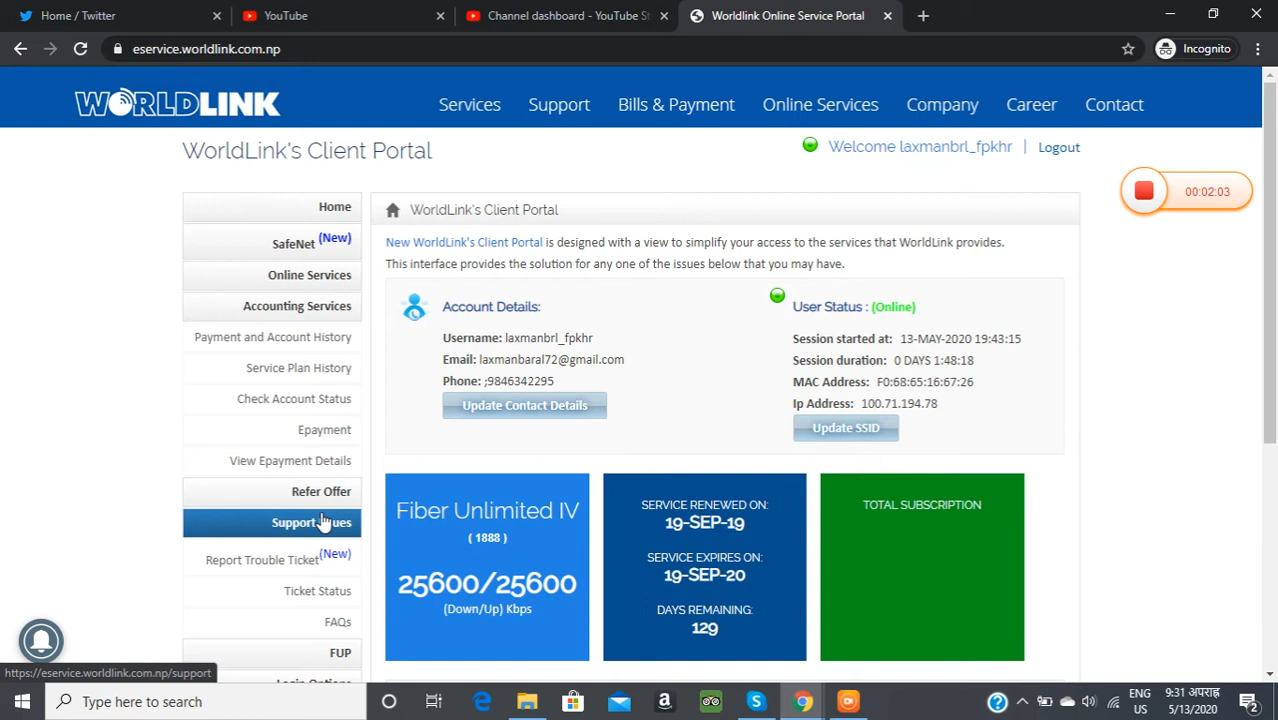 Home / Twitter
YouTube
Channel dashboard - YouTube St
Worldlink Online Service Portal
eservice.worldlink.com.np
Incognito
WORLDLINK
Services
Support
Bills & Payment
Online Services
Company
Career
Contact
WorldLink's Client Portal
Welcome laxmanbrl_fpkhr | Logout
00:02:03
Home
SafeNet (New)
Online Services
Accounting Services
Payment and Account History
Service Plan History
Check Account Status
Epayment
View Epayment Details
Refer Offer
Support ues
Report Trouble Ticket (New)
Ticket Status
FAQs
FUP
Login Options
WorldLink's Client Portal
New WorldLink's Client Portal is designed with a view to simplify your access to the services that WorldLink provides.
This interface provides the solution for any one of the issues below that you may have.
Account Details:
Username: laxmanbrl_fpkhr
Email: laxmanbaral72@gmail.com
Phone: ;9846342295
Update Contact Details
User Status : (Online)
Session started at: 13-MAY-2020 19:43:15
Session duration: 0 DAYS 1:48:18
MAC Address: F0:68:65:16:67:26
Ip Address: 100.71.194.78
Update SSID
Fiber Unlimited IV
( 1888 )
25600/25600
(Down/Up) Kbps
SERVICE RENEWED ON:
19-SEP-19
SERVICE EXPIRES ON:
19-SEP-20
DAYS REMAINING:
129
TOTAL SUBSCRIPTION
https://eservice.worldlink.com.np/support
Type here to search
ENG
US
9:31 अपराह्न
5/13/2020
2